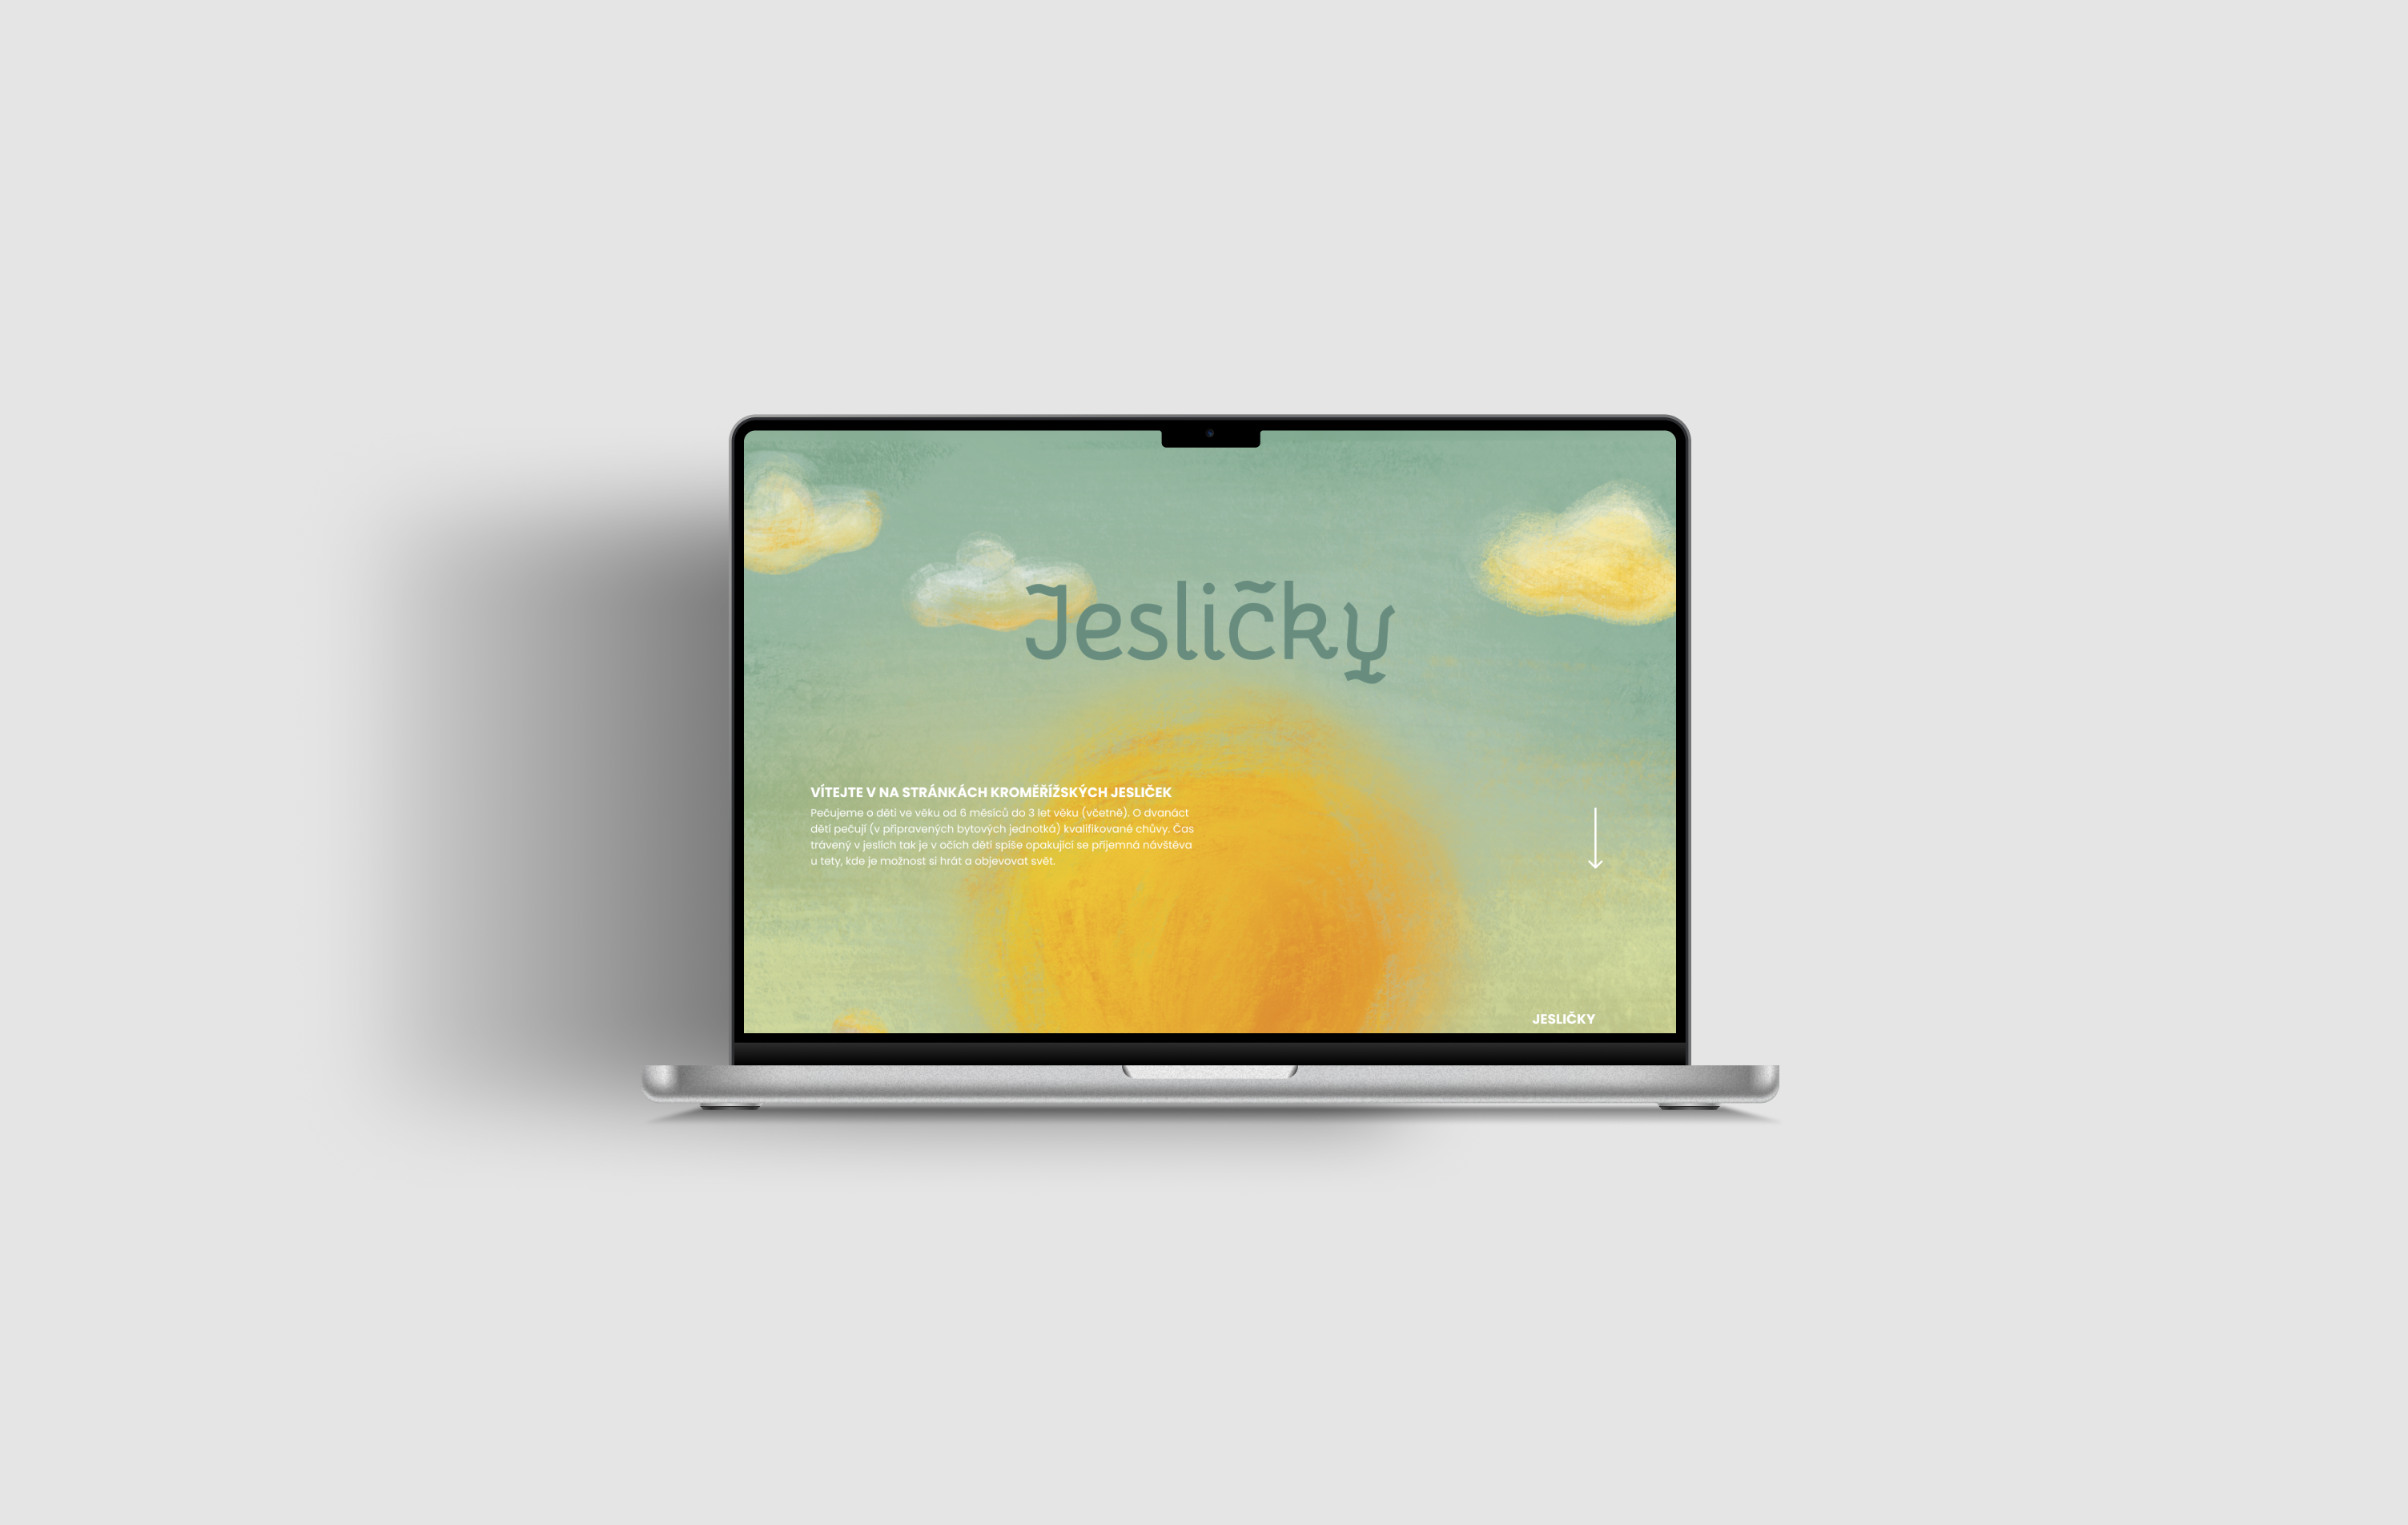 Jesličky
VÍTEJTE V NA STRÁNKÁCH KROMĚŘÍŽSKÝCH JESLIČEK
Pečujeme o děti ve věku od 6 měsíců do 3 let věku (včetně). O dvanáct
dětí pečují (v připravených bytových jednotká) kvalifikované chůvy. Čas
trávený v jeslích tak je v očích dětí spíše opakující se příjemná návštěva
u tety, kde je možnost si hrát a objevovat svět.
JESLIČKY